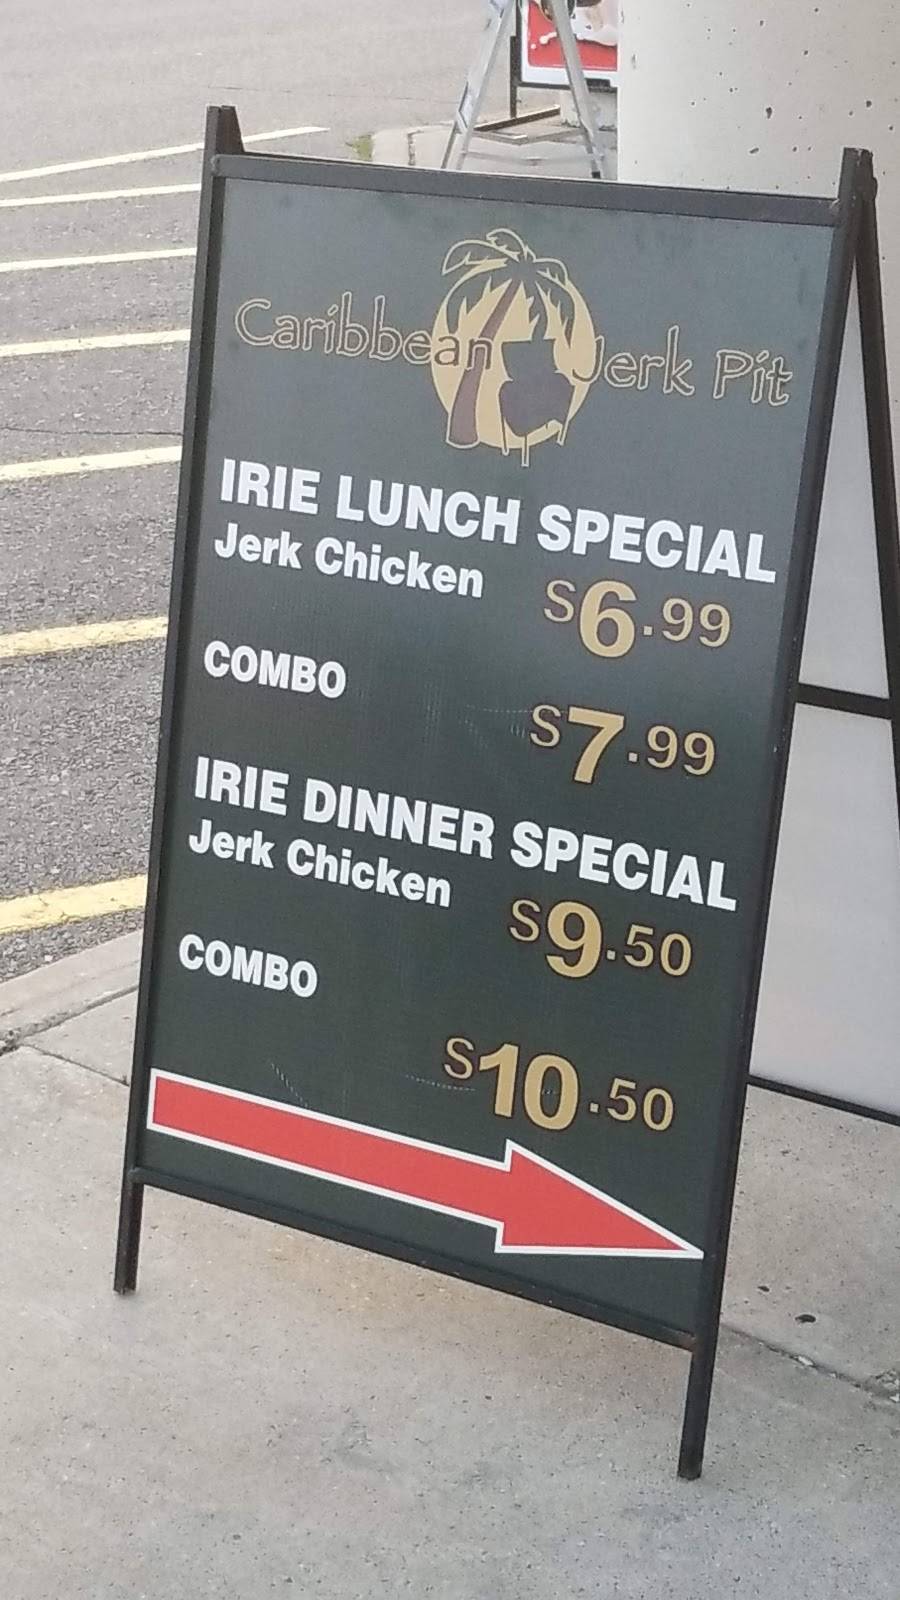 Caribbean Jerk Pit
IRIE LUNCH SPECIAL
Jerk Chicken $6.99
COMBO $7.99
IRIE DINNER SPECIAL
Jerk Chicken $9.50
COMBO $10.50